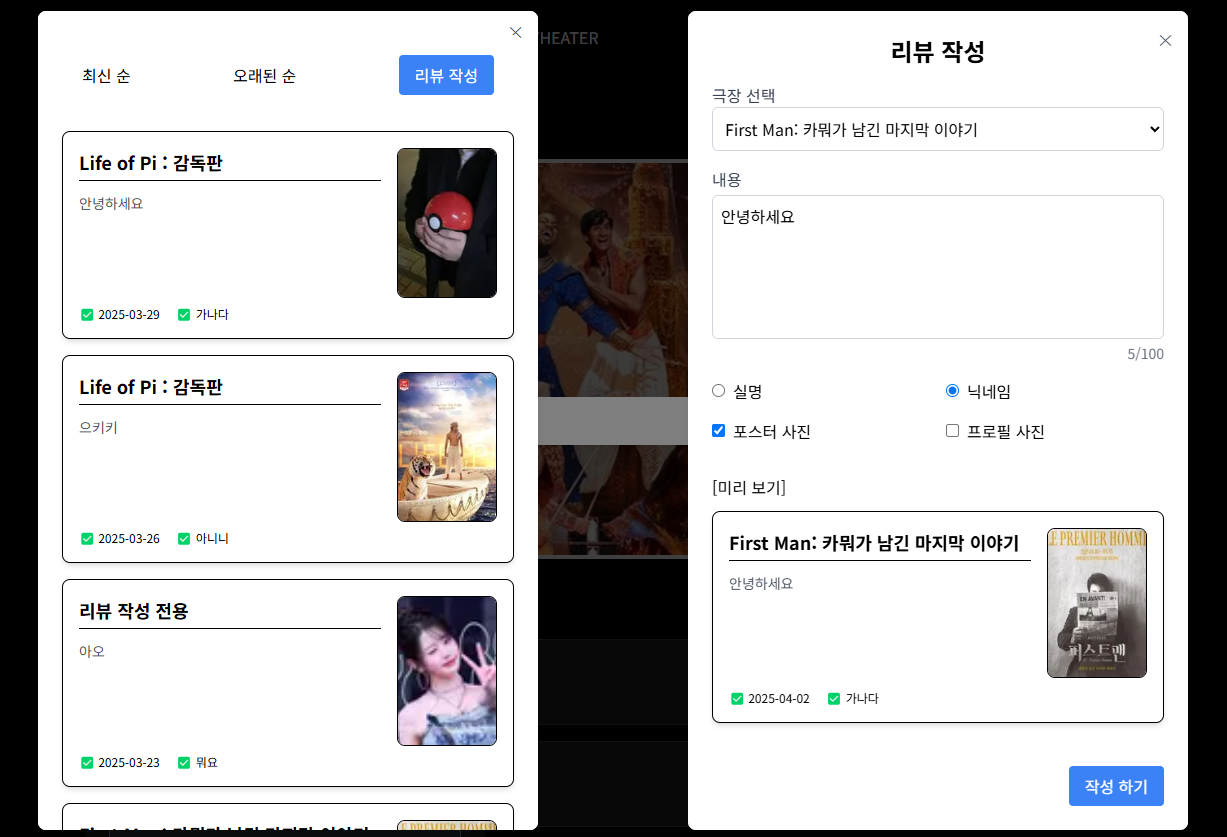 THEATER
최신 순
오래된 순
리뷰 작성
Life of Pi : 감독판
안녕하세요
2025-03-29
가나다
Life of Pi : 감독판
으키키
2025-03-26
아니니
리뷰 작성 전용
아오
2025-03-23
뭐요
리뷰 작성
극장 선택
First Man: 카뭐가 남긴 마지막 이야기
내용
안녕하세요
5/100
실명
닉네임
포스터 사진
프로필 사진
[미리 보기]
First Man: 카뭐가 남긴 마지막 이야기
안녕하세요
LE PREMIER HOMME
EN AVANT!
퍼스트맨
2025-04-02
가나다
작성 하기